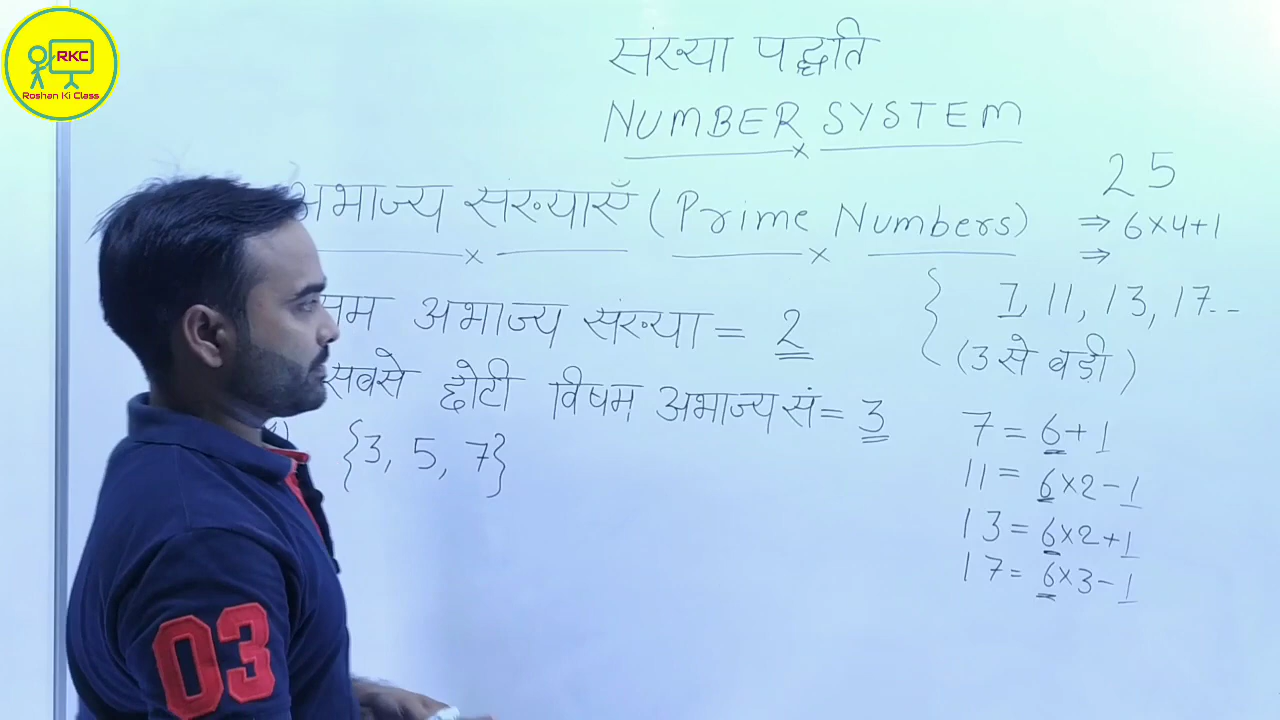 RKC
Roshan Ki Class
संख्या पद्धति
NUMBER SYSTEM
अभाज्य संख्याएँ (Prime Numbers)
सम अभाज्य संख्या = 2
सबसे छोटी विषम अभाज्य सं = 3
{3, 5, 7}
25
⇒ 6×4+1
⇒
{ 7, 11, 13, 17--
(3 से बड़ी)
7 = 6+1
11 = 6×2-1
13 = 6×2+1
17 = 6×3-1
03